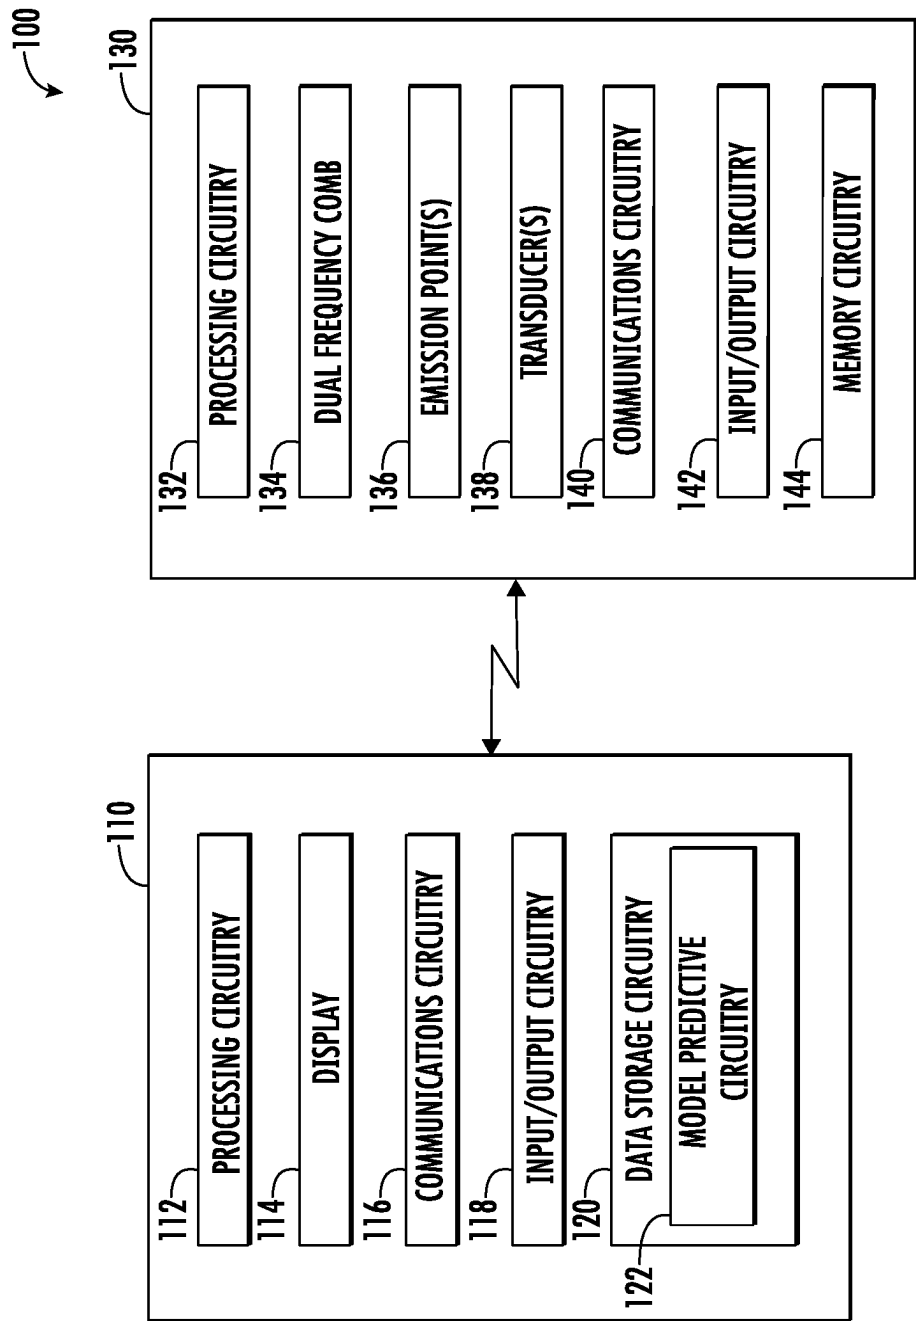 100
110
112
PROCESSING CIRCUITRY
114
DISPLAY
116
COMMUNICATIONS CIRCUITRY
118
INPUT/OUTPUT CIRCUITRY
120
DATA STORAGE CIRCUITRY
122
MODEL PREDICTIVE
CIRCUITRY
130
132
PROCESSING CIRCUITRY
134
DUAL FREQUENCY COMB
136
EMISSION POINT(S)
138
TRANSDUCER(S)
140
COMMUNICATIONS CIRCUITRY
142
INPUT/OUTPUT CIRCUITRY
144
MEMORY CIRCUITRY